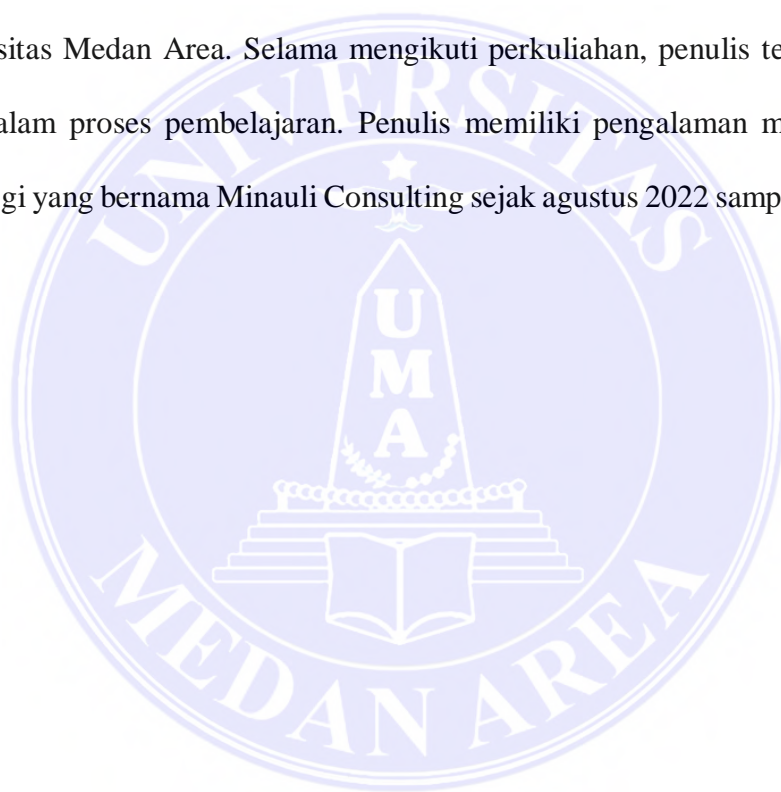 sitas Medan Area. Selama mengikuti perkuliahan, penulis te
alam proses pembelajaran. Penulis memiliki pengalaman m
gi yang bernama Minauli Consulting sejak agustus 2022 samp
UNIVERSITAS
U
M
A
MEDAN AREA